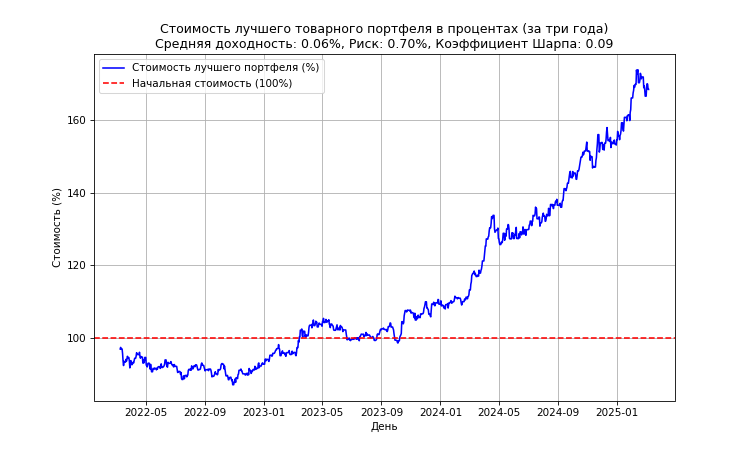 Стоимость лучшего товарного портфеля в процентах (за три года)
Средняя доходность: 0.06%, Риск: 0.70%, Коэффициент Шарпа: 0.09
Стоимость лучшего портфеля (%)
Начальная стоимость (100%)
Стоимость (%)
160
140
120
100
2022-05 2022-09 2023-01 2023-05 2023-09 2024-01 2024-05 2024-09 2025-01
День